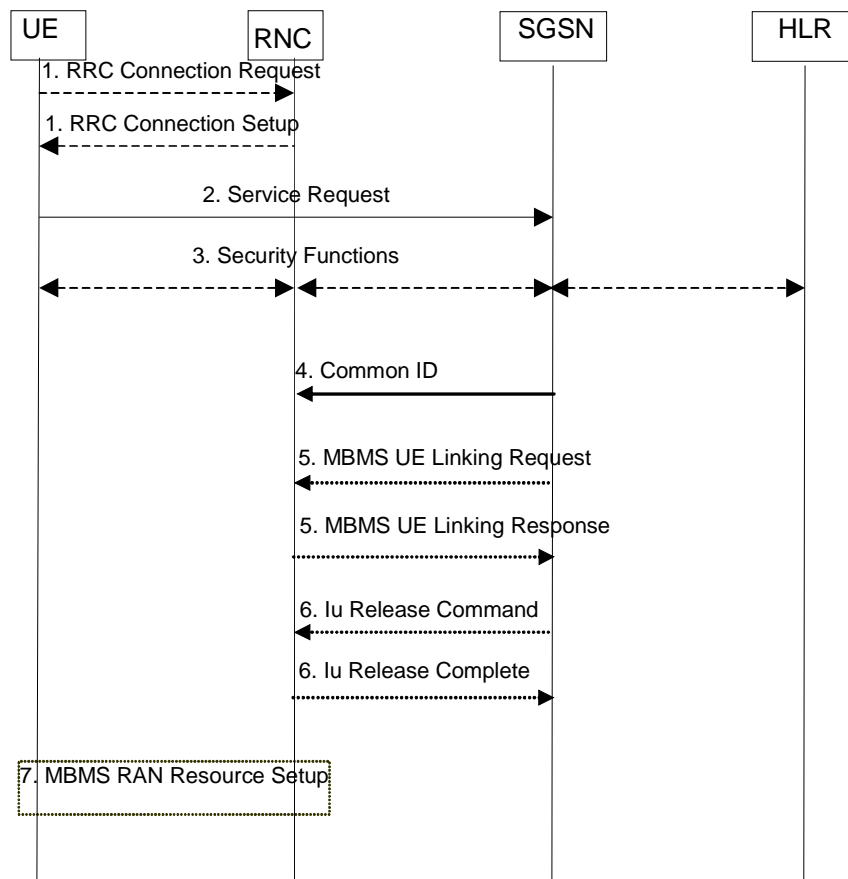 UE
RNC
SGSN
HLR
1. RRC Connection Request
1. RRC Connection Setup
2. Service Request
3. Security Functions
4. Common ID
5. MBMS UE Linking Request
5. MBMS UE Linking Response
6. Iu Release Command
6. Iu Release Complete
7. MBMS RAN Resource Setup